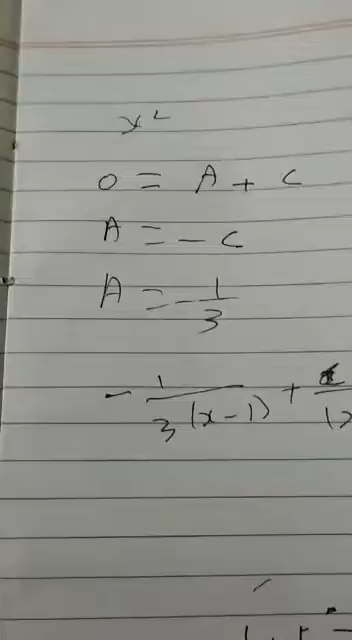 x²
0 = A + C
A = - C
A = - 1/3
- 1/3(x-1) +